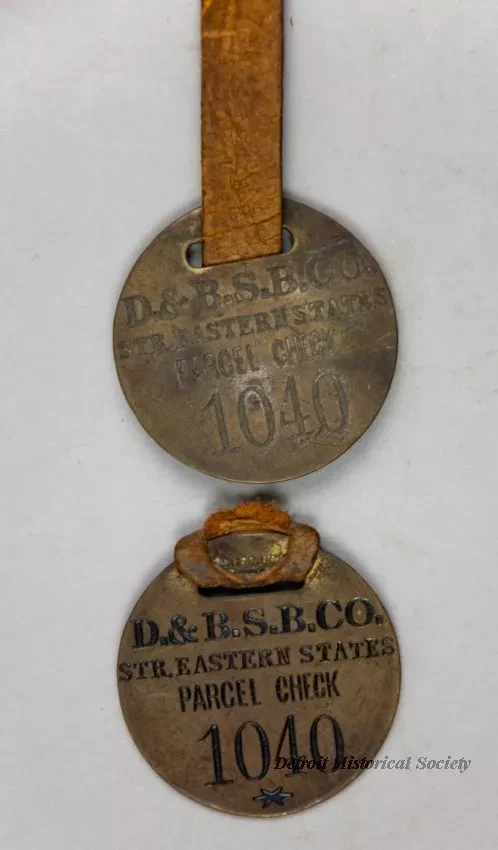 D.& B.S.B.CO.
STR. EASTERN STATES
PARCEL CHECK
1040
D.& B.S.B.CO.
STR. EASTERN STATES
PARCEL CHECK
1040
Detroit Historical Society